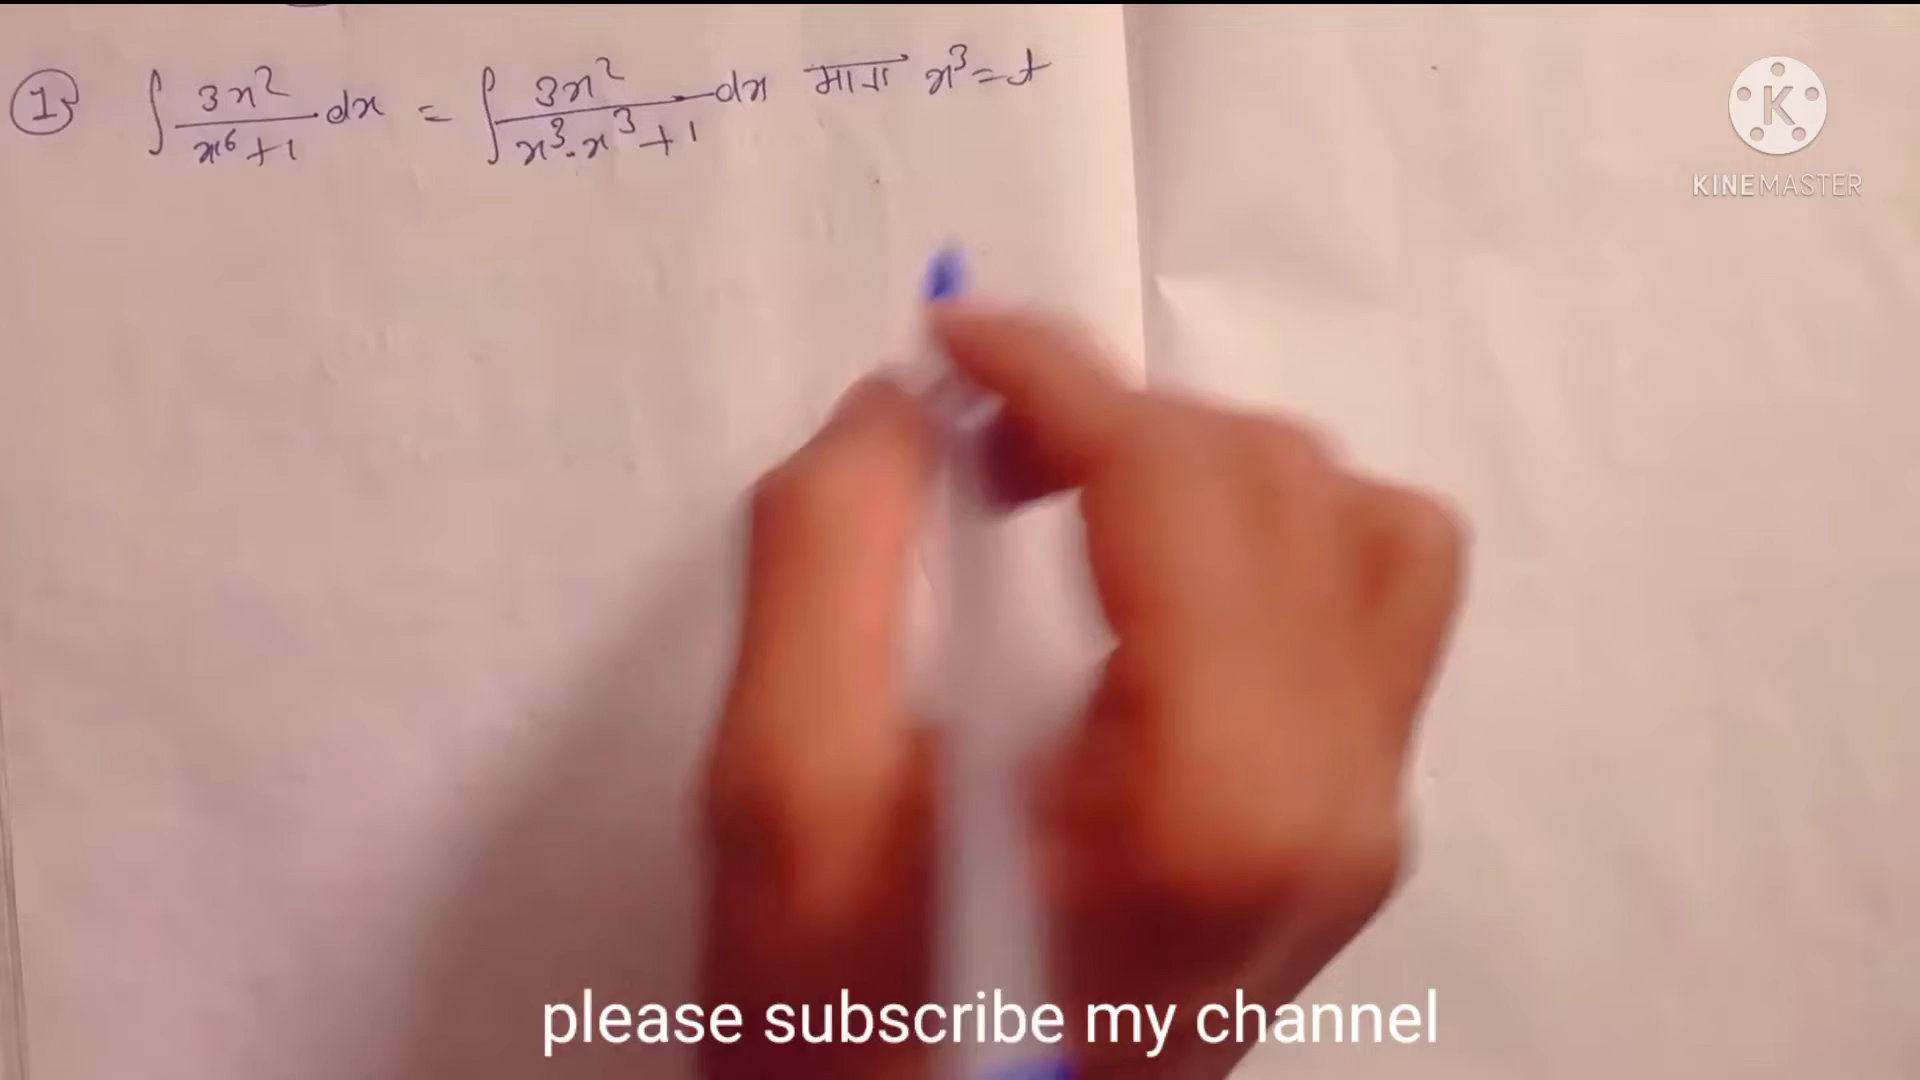 ① ∫ 3x²/(x⁶+1) dx = ∫ 3x²/(x³·x³+1) dx माना x³=t
KINEMASTER
please subscribe my channel